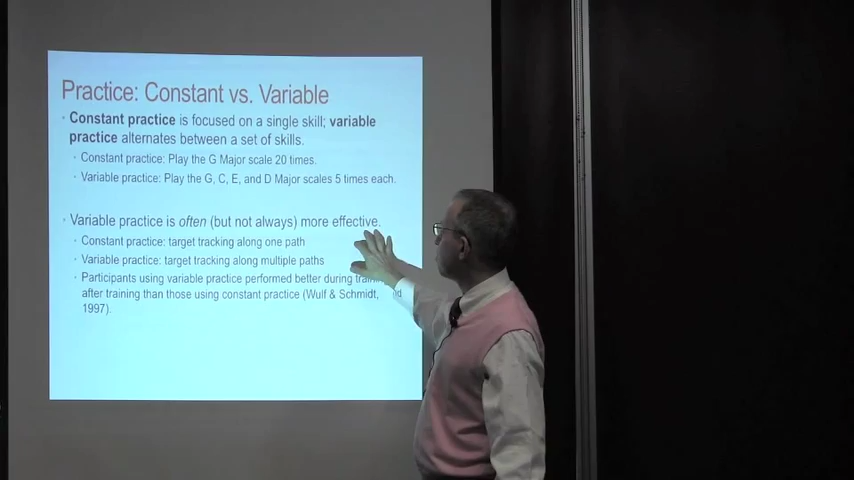 Practice: Constant vs. Variable
• Constant practice is focused on a single skill; variable
practice alternates between a set of skills.
• Constant practice: Play the G Major scale 20 times.
• Variable practice: Play the G, C, E, and D Major scales 5 times each.
• Variable practice is often (but not always) more effective.
• Constant practice: target tracking along one path
• Variable practice: target tracking along multiple paths
• Participants using variable practice performed better during
after training than those using constant practice (Wulf & Schmidt,
1997).